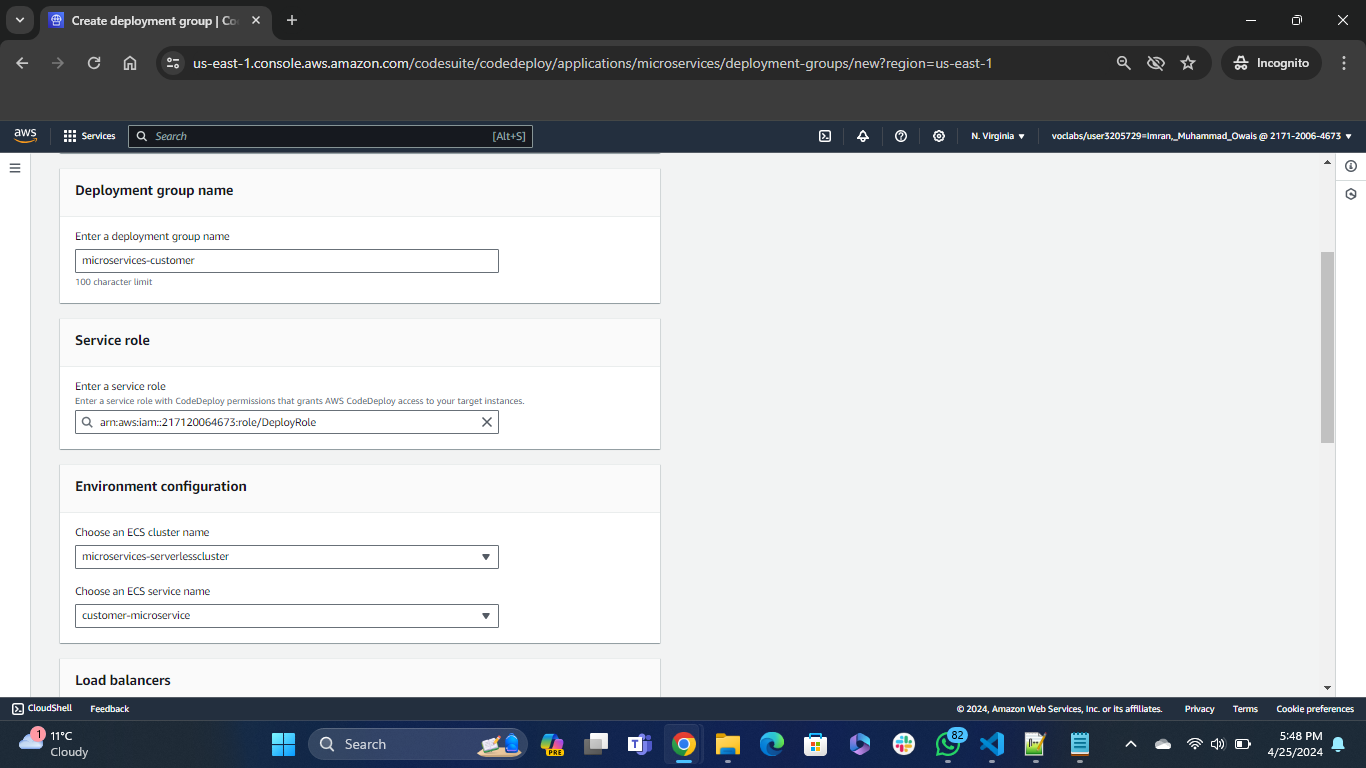 Create deployment group | Co
us-east-1.console.aws.amazon.com/codesuite/codedeploy/applications/microservices/deployment-groups/new?region=us-east-1
Incognito
aws
Services
Search
[Alt+S]
N. Virginia
voclabs/user3205729=Imran,_Muhammad_Owais @ 2171-2006-4673
Deployment group name
Enter a deployment group name
microservices-customer
100 character limit
Service role
Enter a service role
Enter a service role with CodeDeploy permissions that grants AWS CodeDeploy access to your target instances.
arn:aws:iam::217120064673:role/DeployRole
Environment configuration
Choose an ECS cluster name
microservices-serverlesscluster
Choose an ECS service name
customer-microservice
Load balancers
CloudShell
Feedback
© 2024, Amazon Web Services, Inc. or its affiliates.
Privacy
Terms
Cookie preferences
1
11°C
Cloudy
Search
PRE
82
5:48 PM
4/25/2024